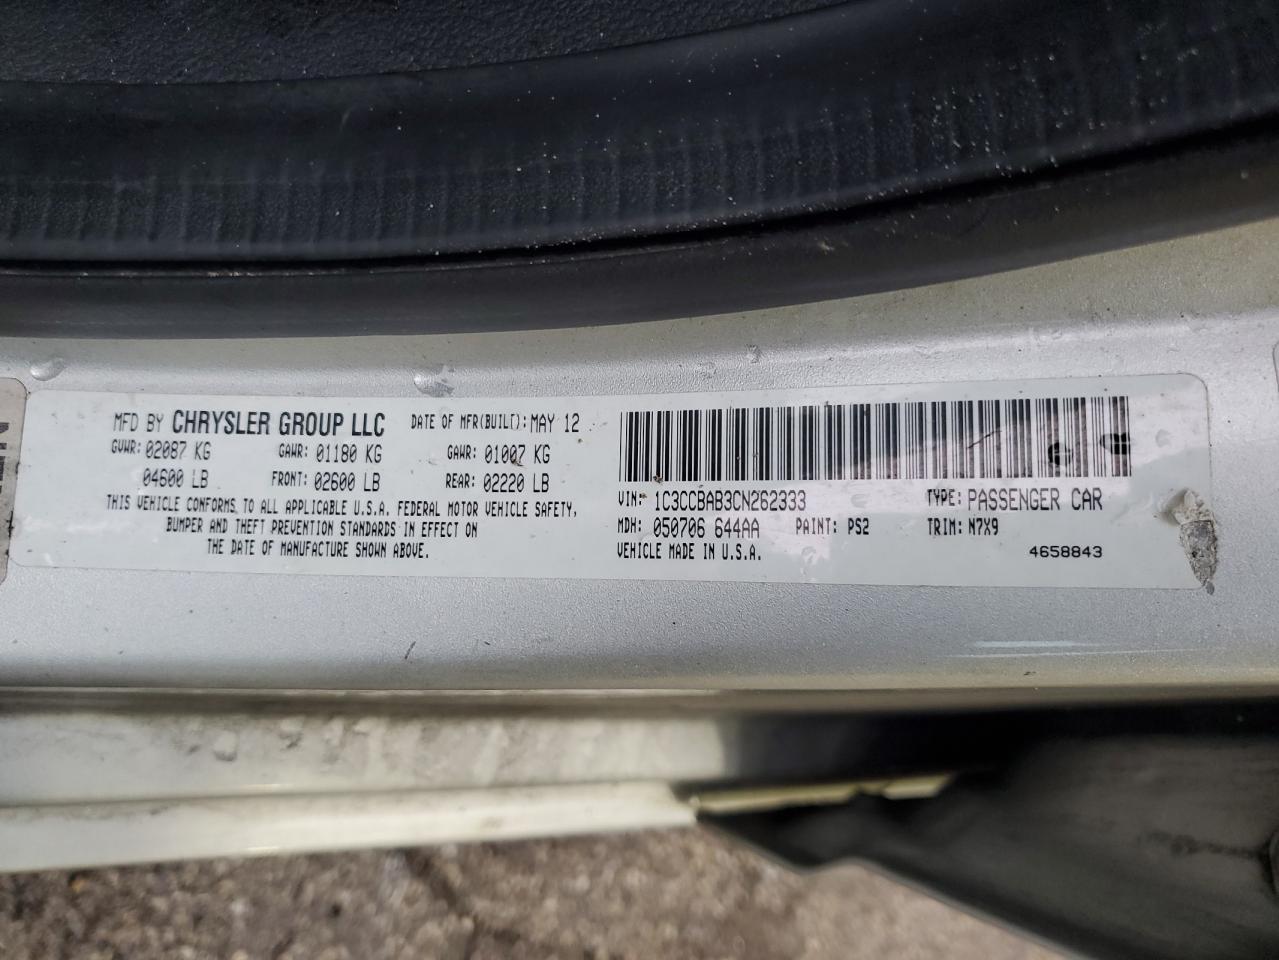 MFD BY CHRYSLER GROUP LLC DATE OF MFR(BUILT): MAY 12
GVWR: 02087 KG GAWR: 01180 KG GAWR: 01007 KG
04600 LB FRONT: 02600 LB REAR: 02220 LB
THIS VEHICLE CONFORMS TO ALL APPLICABLE U.S.A. FEDERAL MOTOR VEHICLE SAFETY,
BUMPER AND THEFT PREVENTION STANDARDS IN EFFECT ON
THE DATE OF MANUFACTURE SHOWN ABOVE.
VIN: 1C3CCBAB3CN262333 TYPE: PASSENGER CAR
MDH: 050706 644AA PAINT: PS2 TRIM: N7X9
VEHICLE MADE IN U.S.A. 4658843